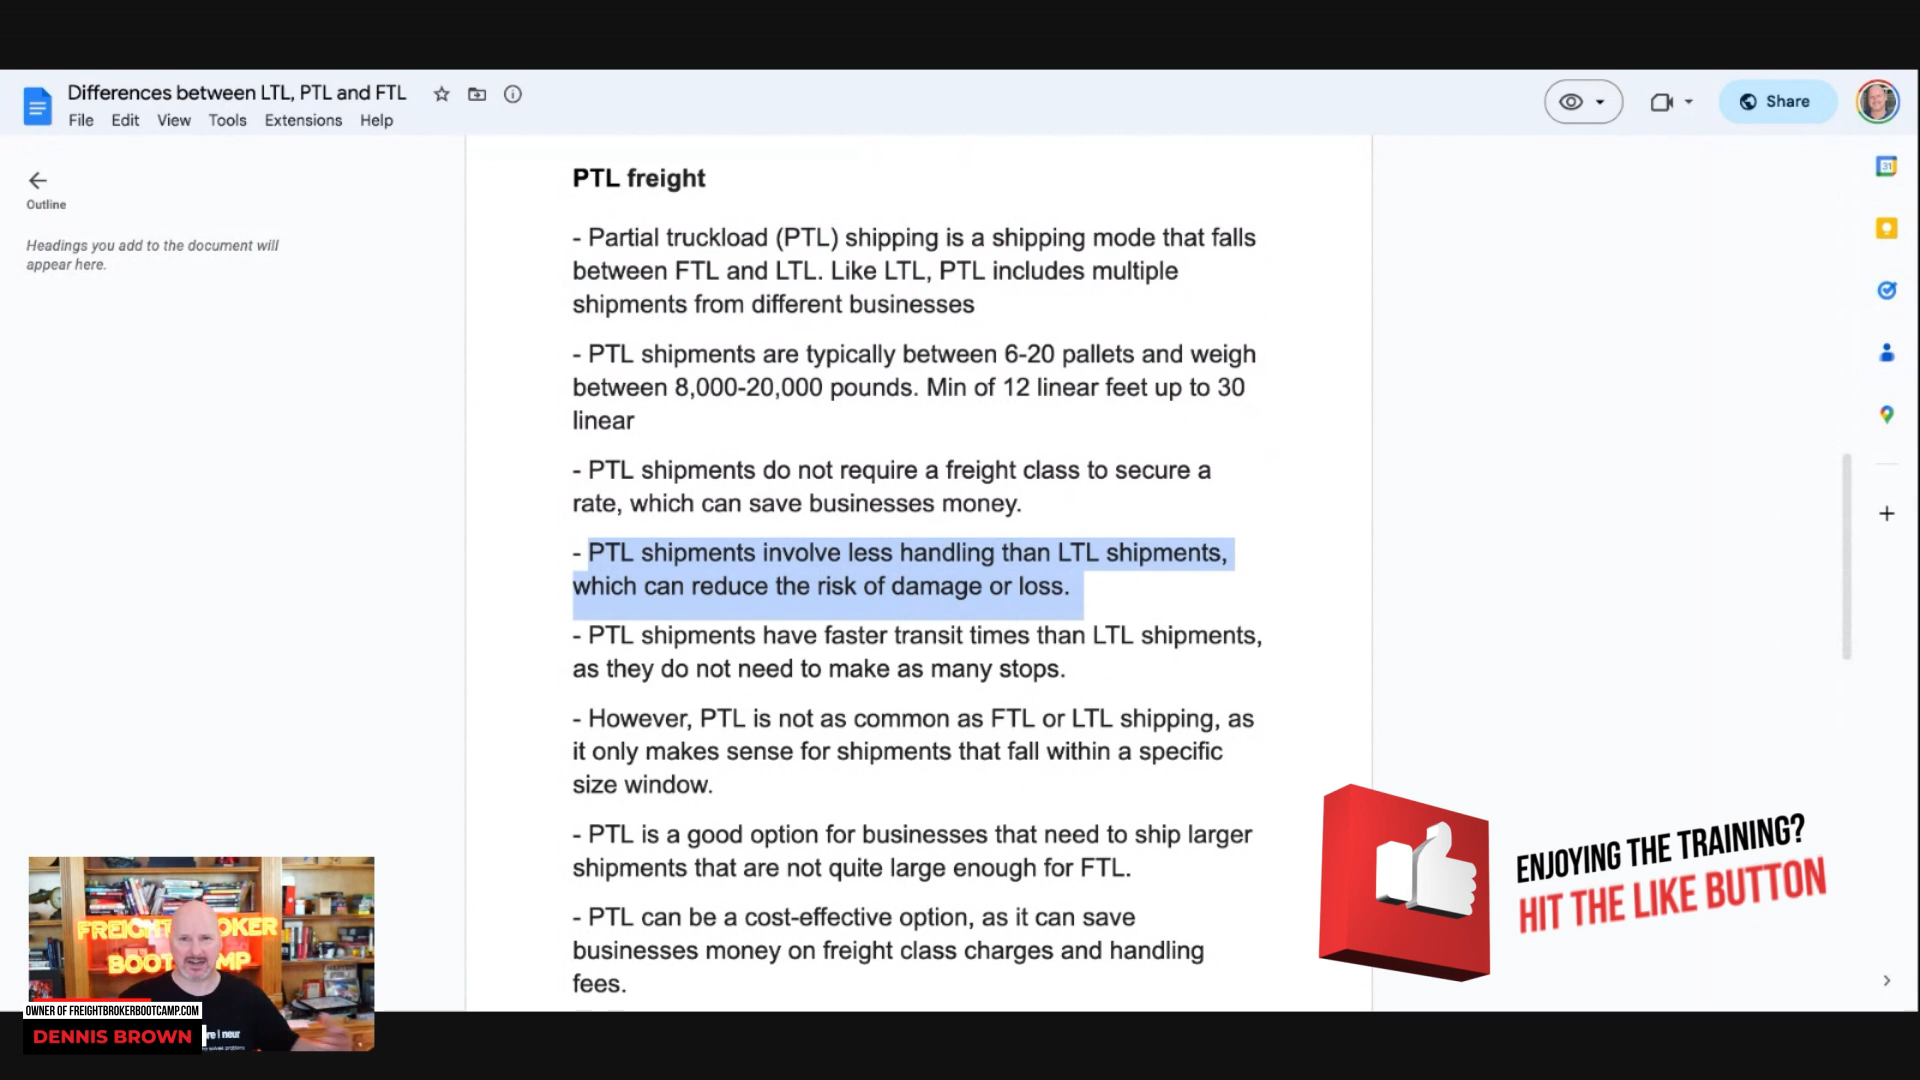 Differences between LTL, PTL and FTL
File Edit View Tools Extensions Help
Share
31
Outline
Headings you add to the document will
appear here.
PTL freight
- Partial truckload (PTL) shipping is a shipping mode that falls
between FTL and LTL. Like LTL, PTL includes multiple
shipments from different businesses
- PTL shipments are typically between 6-20 pallets and weigh
between 8,000-20,000 pounds. Min of 12 linear feet up to 30
linear
- PTL shipments do not require a freight class to secure a
rate, which can save businesses money.
- PTL shipments involve less handling than LTL shipments,
which can reduce the risk of damage or loss.
- PTL shipments have faster transit times than LTL shipments,
as they do not need to make as many stops.
- However, PTL is not as common as FTL or LTL shipping, as
it only makes sense for shipments that fall within a specific
size window.
- PTL is a good option for businesses that need to ship larger
shipments that are not quite large enough for FTL.
- PTL can be a cost-effective option, as it can save
businesses money on freight class charges and handling
fees.
ENJOYING THE TRAINING?
HIT THE LIKE BUTTON
OWNER OF FREIGHTBROKERBOOTCAMP.COM
DENNIS BROWN